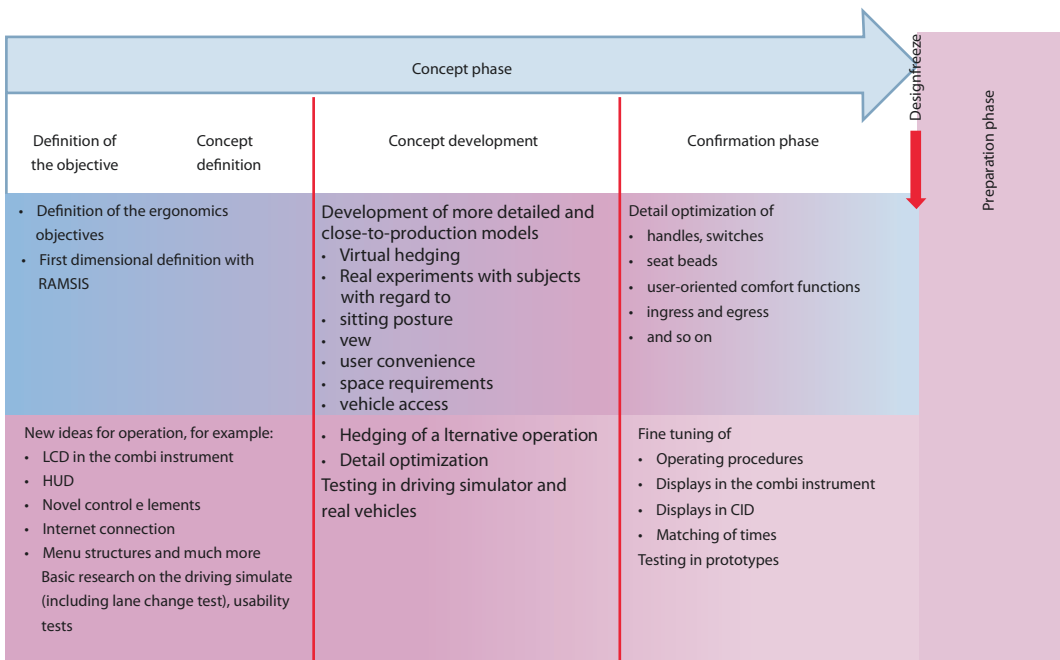 Concept phase
Designfreeze
Preparation phase
Definition of
the objective
Concept
definition
Concept development
Confirmation phase
• Definition of the ergonomics
objectives
• First dimensional definition with
RAMSIS
Development of more detailed and
close-to-production models
• Virtual hedging
• Real experiments with subjects
with regard to
• sitting posture
• vew
• user convenience
• space requirements
• vehicle access
Detail optimization of
• handles, switches
• seat beads
• user-oriented comfort functions
• ingress and egress
• and so on
New ideas for operation, for example:
• LCD in the combi instrument
• HUD
• Novel control e lements
• Internet connection
• Menu structures and much more
Basic research on the driving simulate
(including lane change test), usability
tests
• Hedging of a lternative operation
• Detail optimization
Testing in driving simulator and
real vehicles
Fine tuning of
• Operating procedures
• Displays in the combi instrument
• Displays in CID
• Matching of times
Testing in prototypes